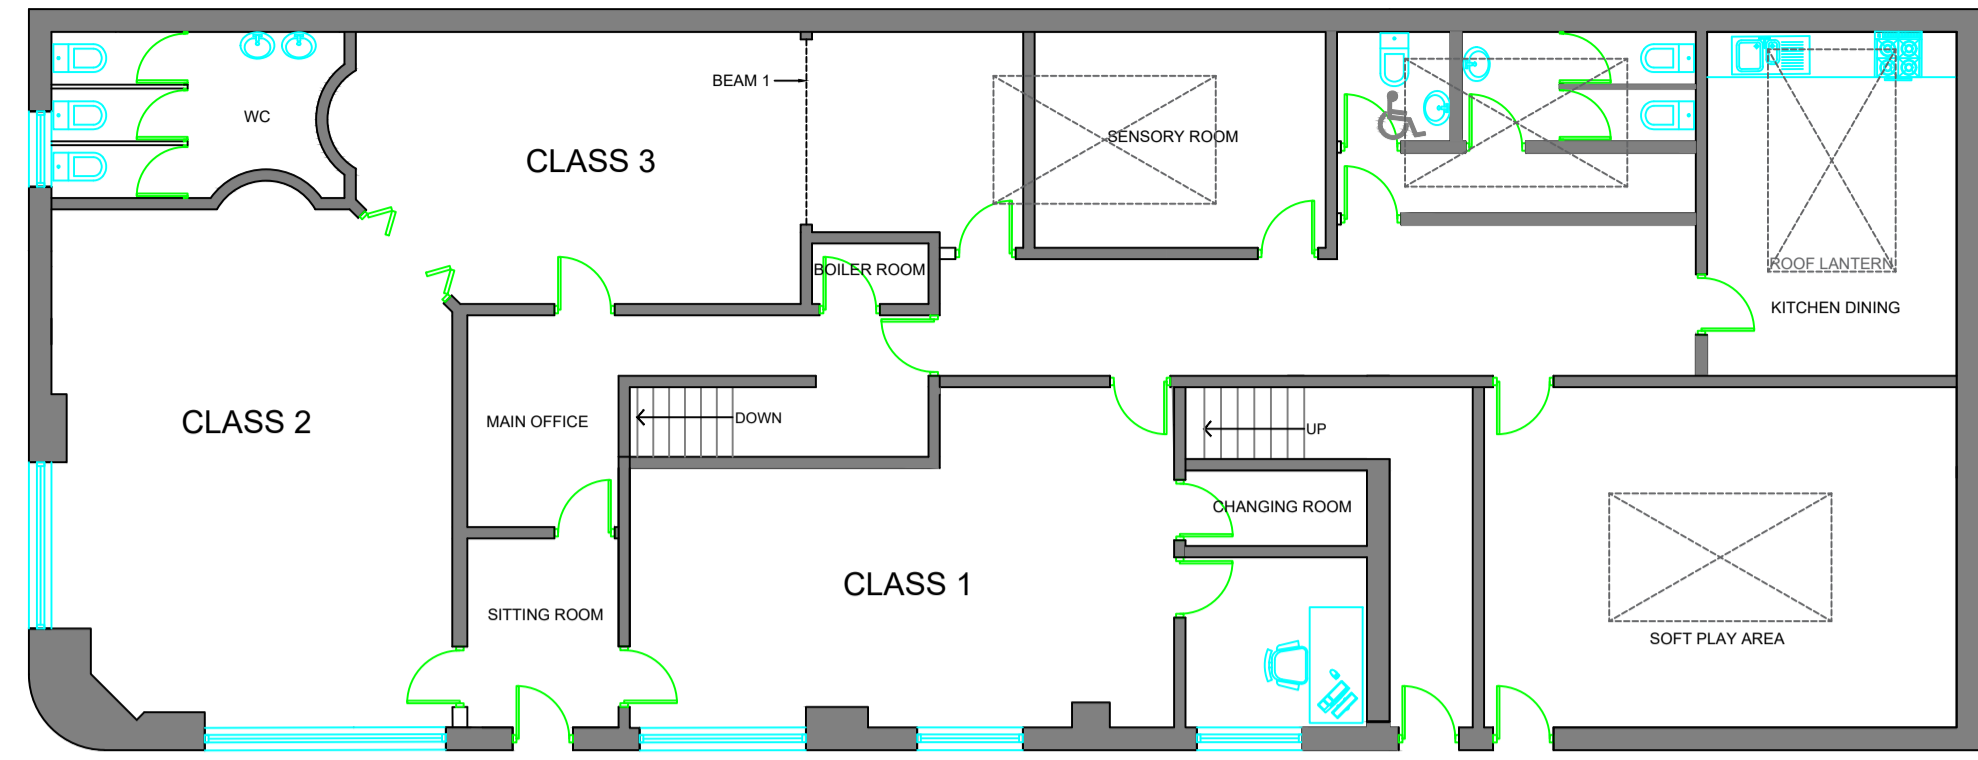 BEAM 1
WC
CLASS 3
SENSORY ROOM
BOILER ROOM
ROOF LANTERN
KITCHEN DINING
CLASS 2
MAIN OFFICE
DOWN
UP
CHANGING ROOM
CLASS 1
SITTING ROOM
SOFT PLAY AREA